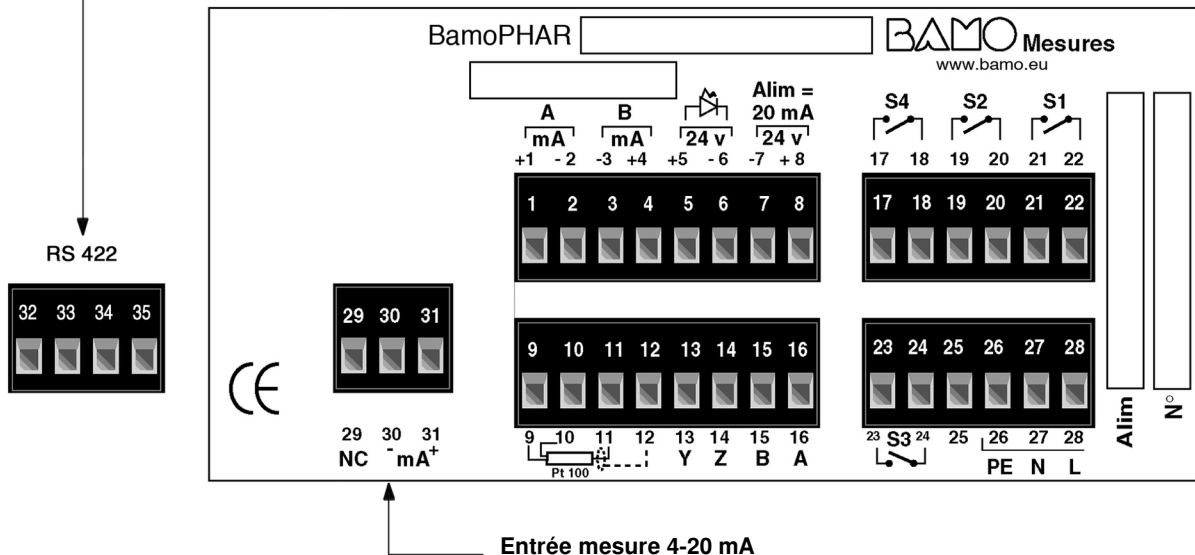 BamoPHAR
BAMO Mesures
www.bamo.eu
A B Alim =
20 mA
mA mA 24 v 24 v
+1 - 2 -3 +4 +5 - 6 -7 + 8
S4 S2 S1
17 18 19 20 21 22
1 2 3 4 5 6 7 8
17 18 19 20 21 22
RS 422
32 33 34 35
29 30 31
9 10 11 12 13 14 15 16
23 24 25 26 27 28
CE
29 30 31
NC - mA +
9 10 11 12 13 14 15 16
Pt 100
Y Z B A
23 S3 24 25 26 27 28
PE N L
Alim
N°
Entrée mesure 4-20 mA